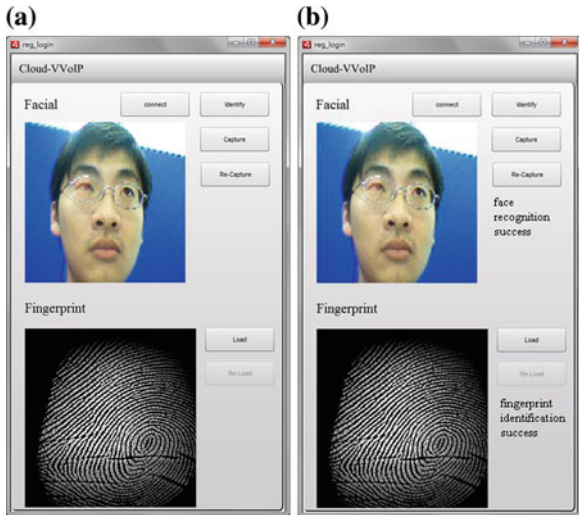 (a)
reg_login
Cloud-VVoIP
Facial
connect
Identify
Capture
Re-Capture
Fingerprint
Load
Re-Load
(b)
reg_login
Cloud-VVoIP
Facial
connect
Identify
Capture
Re-Capture
face
recognition
success
Fingerprint
Load
Re-Load
fingerprint
identification
success